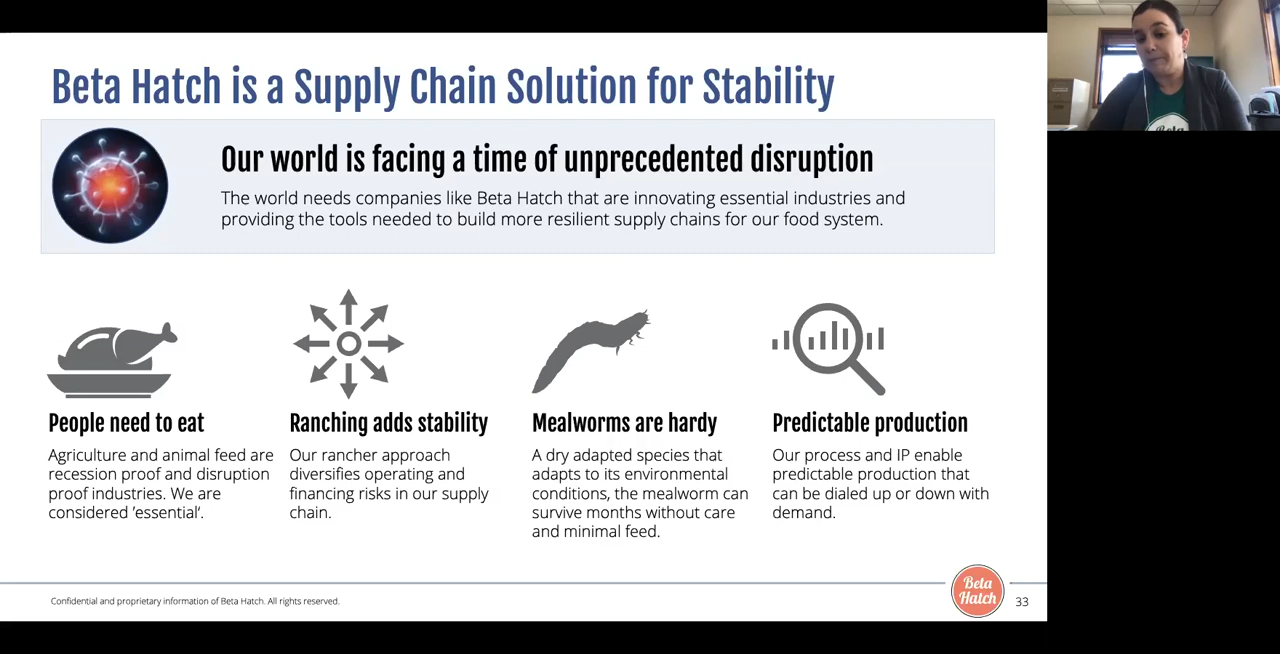 Beta Hatch is a Supply Chain Solution for Stability
Our world is facing a time of unprecedented disruption
The world needs companies like Beta Hatch that are innovating essential industries and
providing the tools needed to build more resilient supply chains for our food system.
People need to eat
Agriculture and animal feed are
recession proof and disruption
proof industries. We are
considered ’essential’.
Ranching adds stability
Our rancher approach
diversifies operating and
financing risks in our supply
chain.
Mealworms are hardy
A dry adapted species that
adapts to its environmental
conditions, the mealworm can
survive months without care
and minimal feed.
Predictable production
Our process and IP enable
predictable production that
can be dialed up or down with
demand.
Confidential and proprietary information of Beta Hatch. All rights reserved.
Beta
Hatch
33
Beta